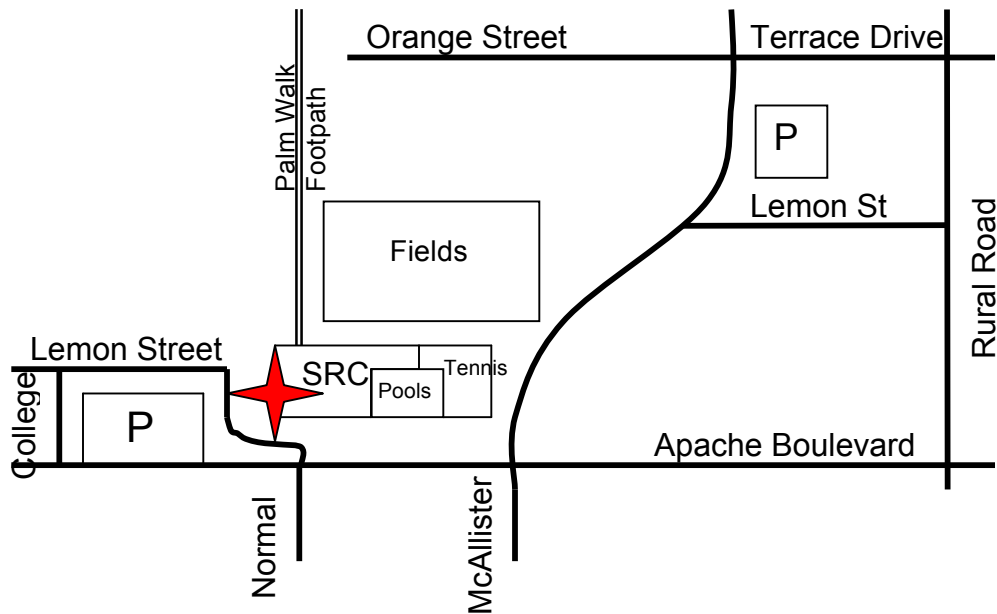 Orange Street
Terrace Drive
Palm Walk
Footpath
P
Lemon St
Fields
Rural Road
Lemon Street
SRC
Tennis
Pools
College
P
Apache Boulevard
Normal
McAllister